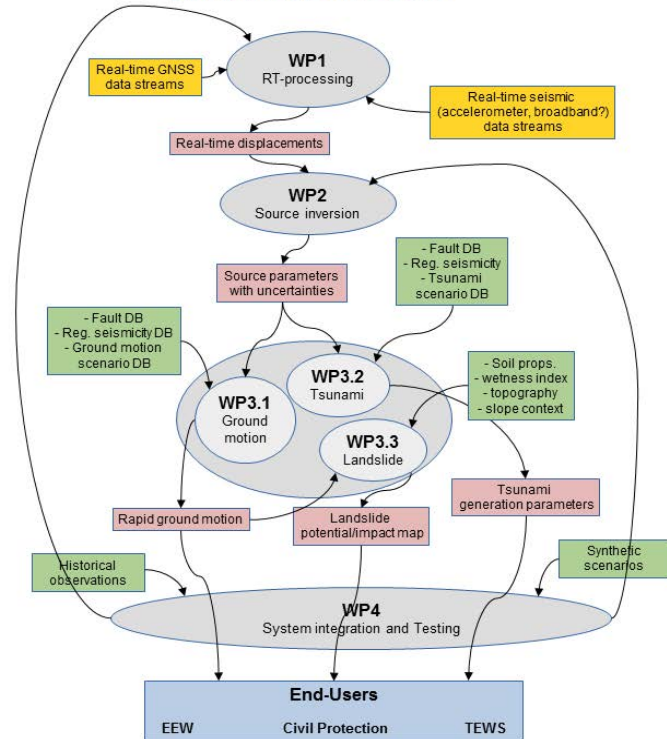 WP1
RT-processing
Real-time GNSS
data streams
Real-time seismic
(accelerometer, broadband?)
data streams
Real-time displacements
WP2
Source inversion
Source parameters
with uncertainties
- Fault DB
- Reg. seismicity
- Tsunami
scenario DB
- Fault DB
- Reg. seismicity DB
- Ground motion
scenario DB
WP3.1
Ground
motion
WP3.2
Tsunami
WP3.3
Landslide
- Soil props.
- wetness index
- topography
- slope context
Rapid ground motion
Landslide
potential/impact map
Tsunami
generation parameters
Historical
observations
Synthetic
scenarios
WP4
System integration and Testing
End-Users
EEW Civil Protection TEWS